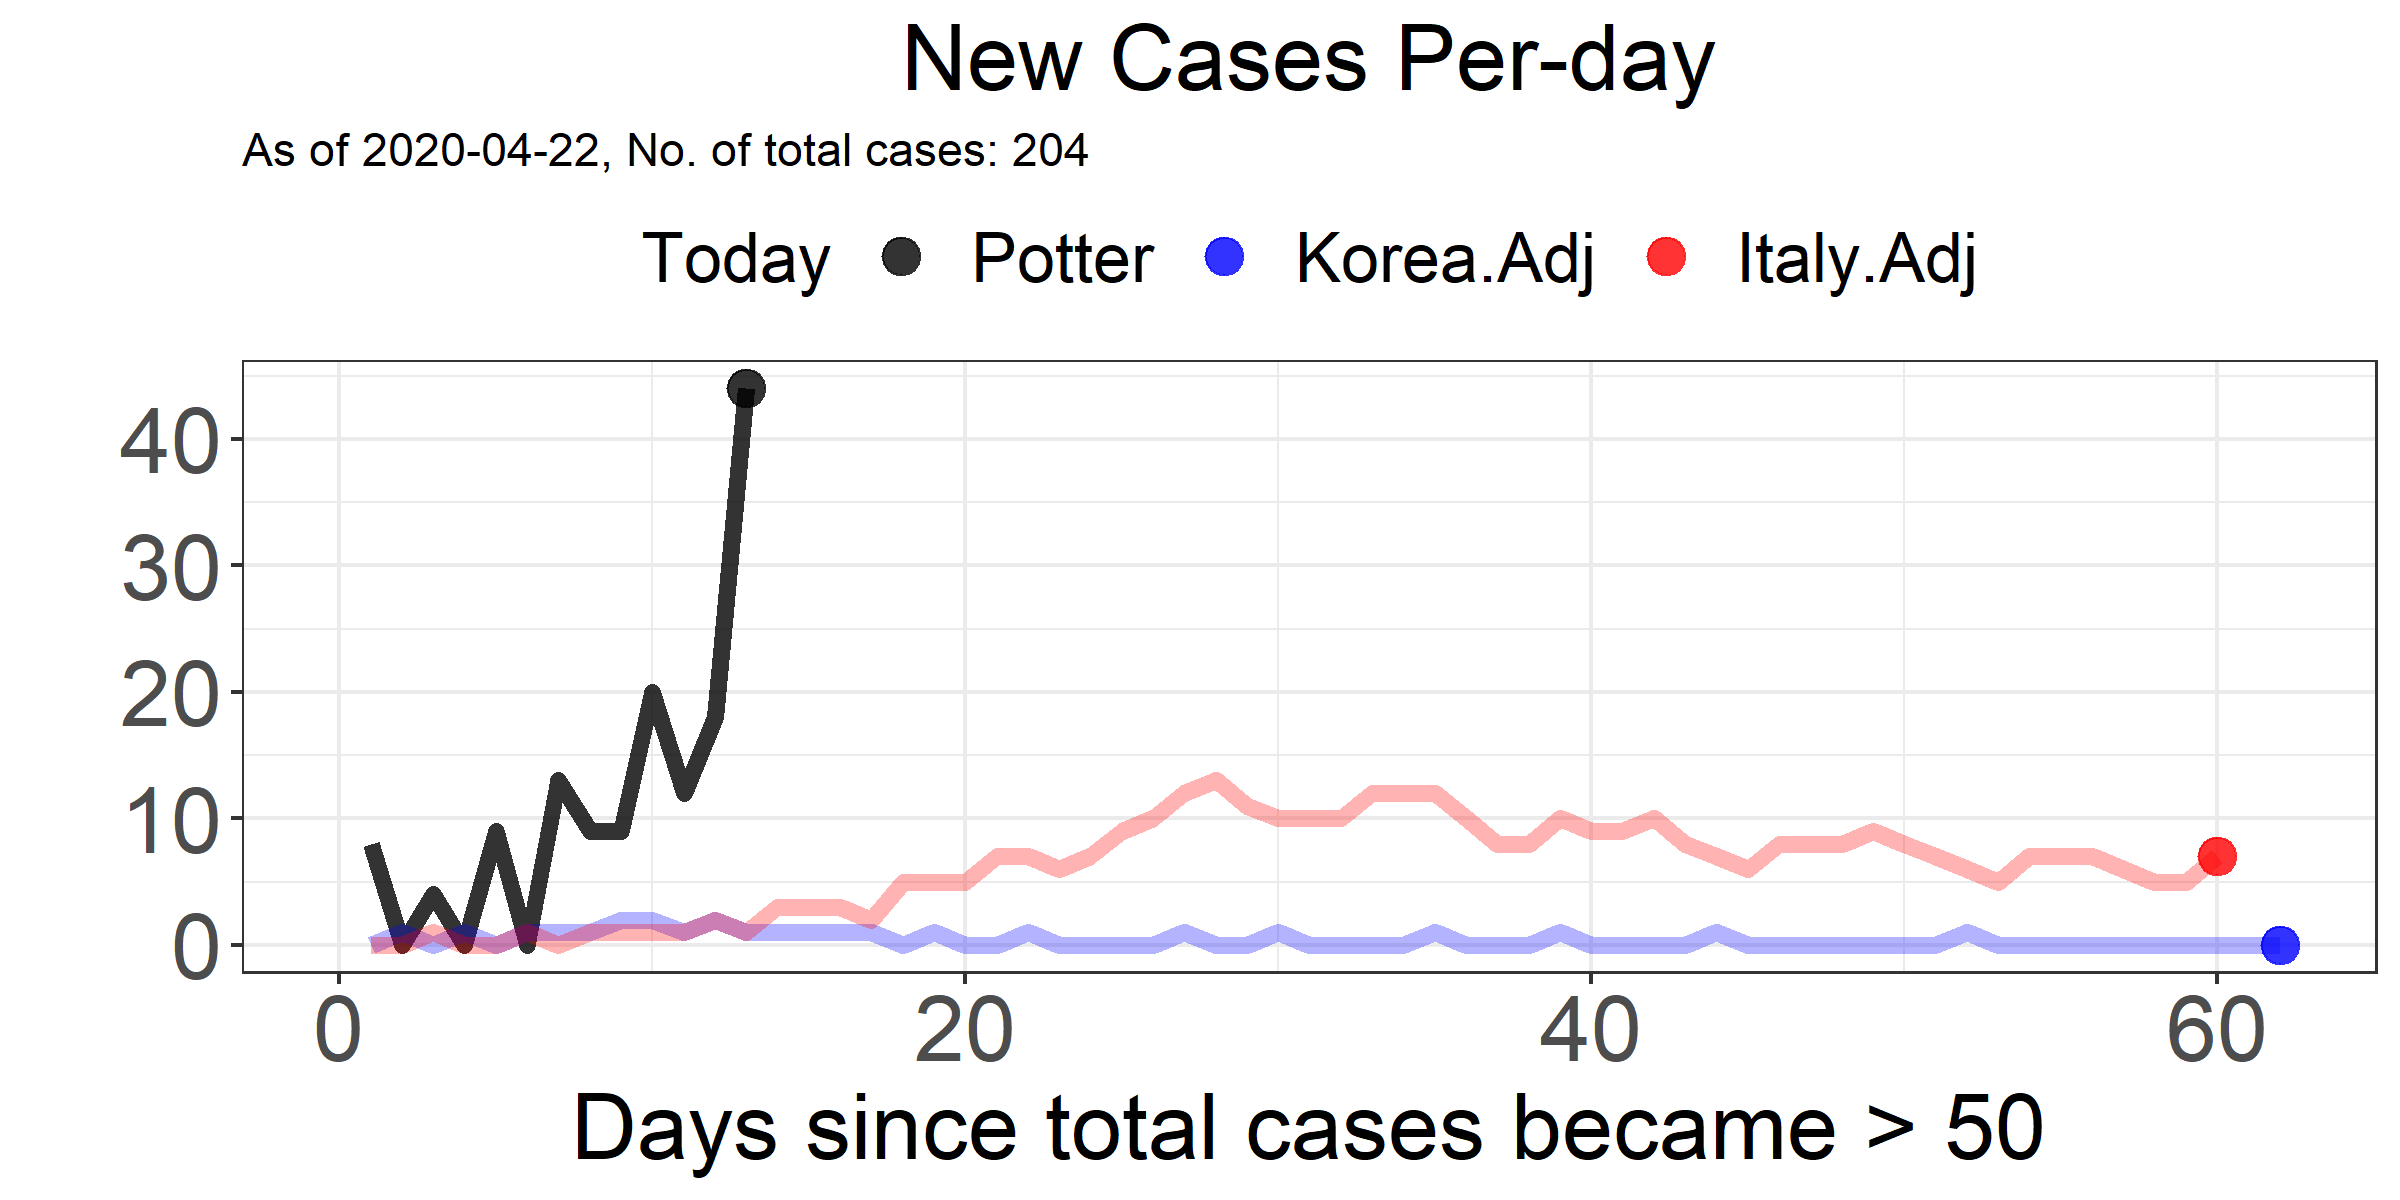 New Cases Per-day
As of 2020-04-22, No. of total cases: 204
Today Potter Korea.Adj Italy.Adj
40
30
20
10
0
0 20 40 60
Days since total cases became > 50